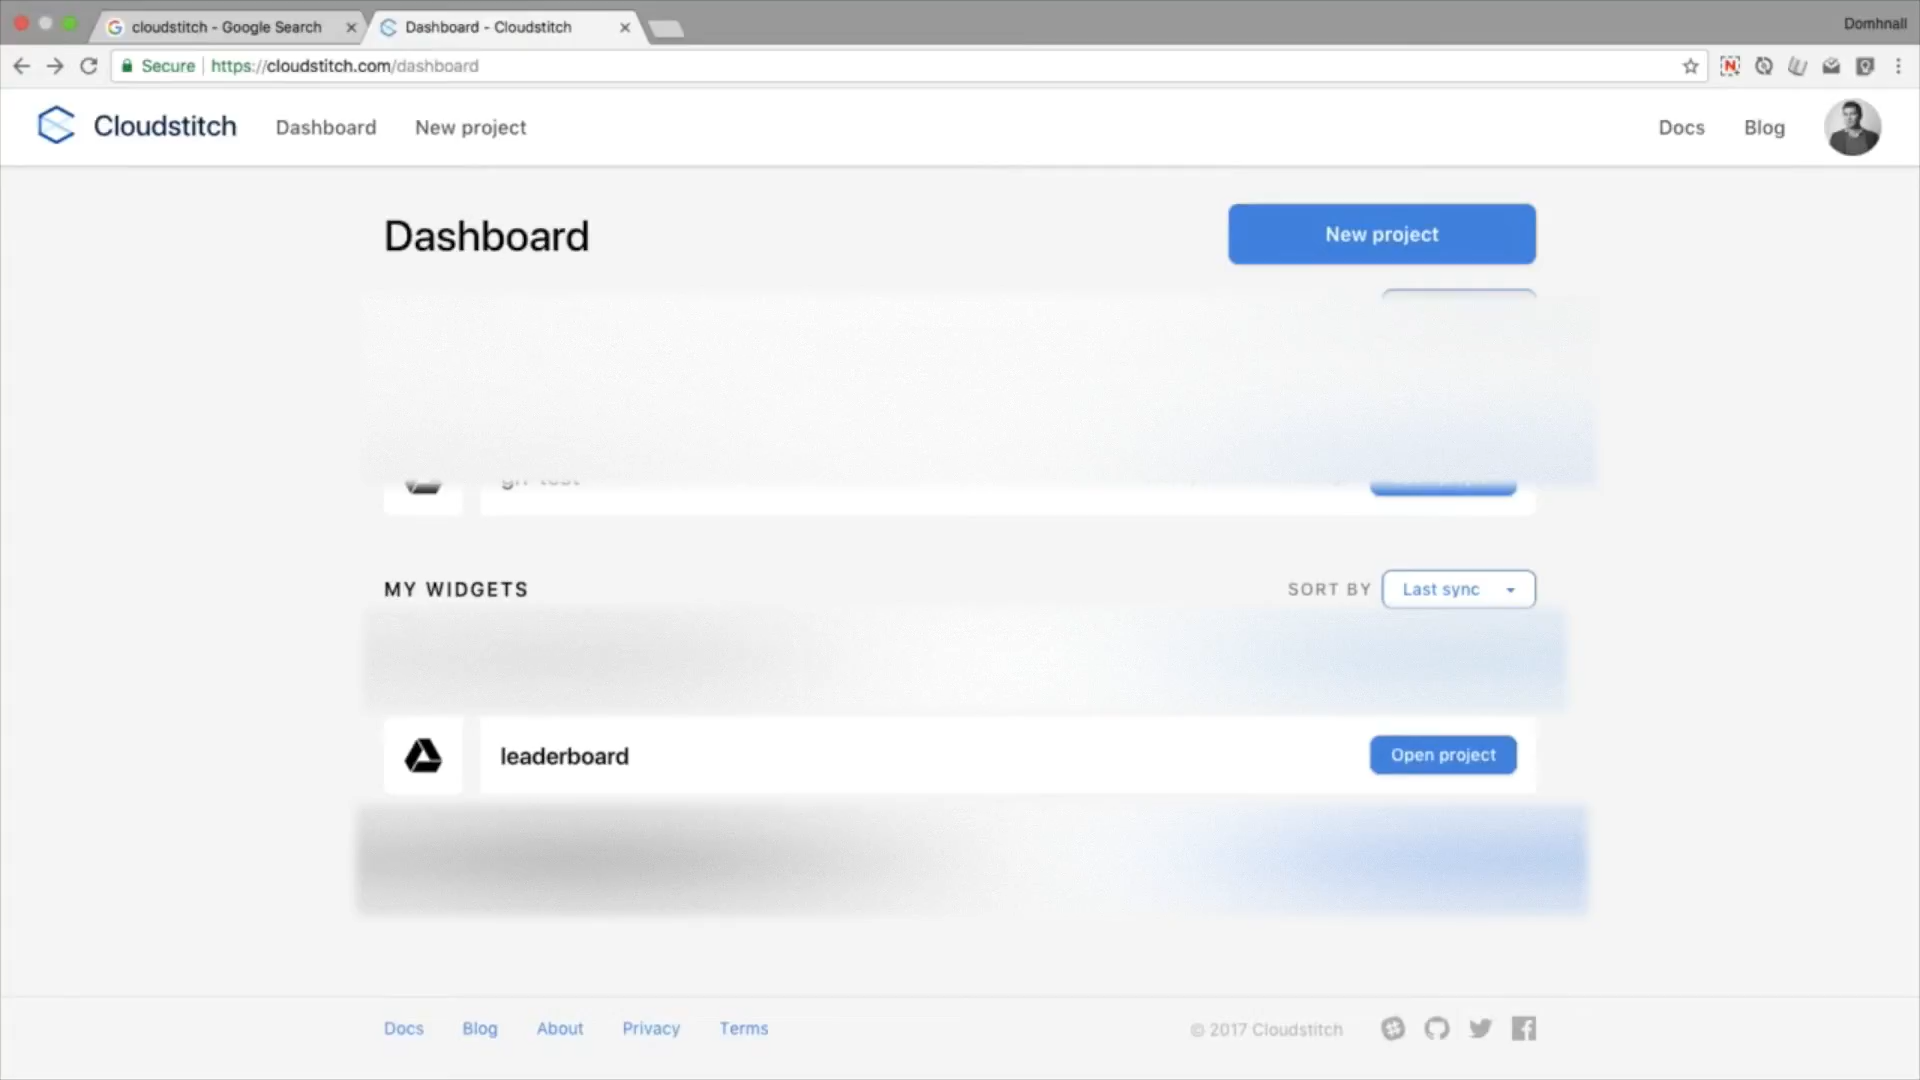 cloudstitch - Google Search
Dashboard - Cloudstitch
Domhnall
Secure
https://cloudstitch.com/dashboard
Cloudstitch
Dashboard
New project
Docs
Blog
Dashboard
New project
MY WIDGETS
SORT BY
Last sync
leaderboard
Open project
Docs
Blog
About
Privacy
Terms
© 2017 Cloudstitch